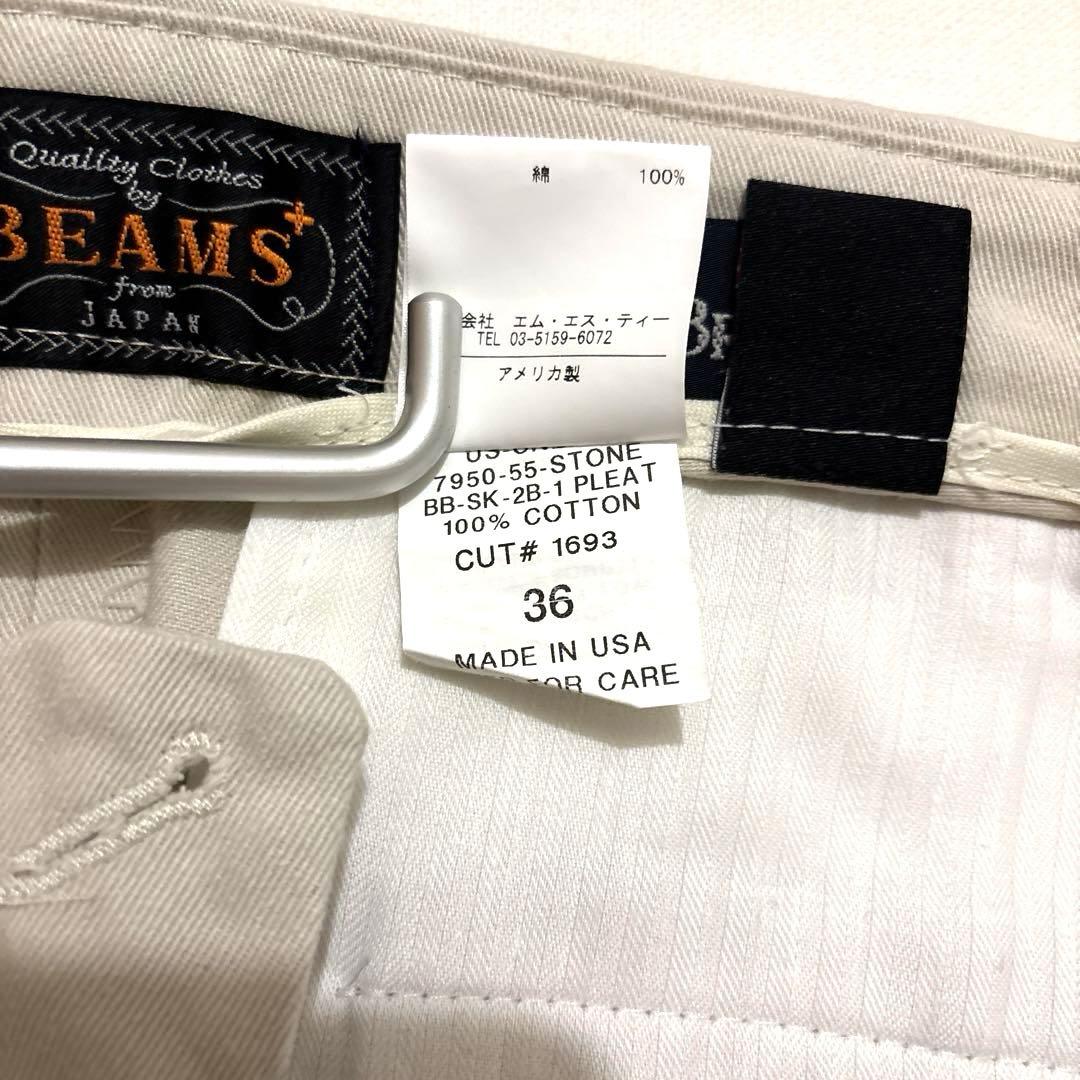 Quality Clothes
by
BEAMS+
from
JAPAN
綿 100%
会社 エム・エス・ティー
TEL 03-5159-6072
アメリカ製
7950-55-STONE
BB-SK-2B-1 PLEAT
100% COTTON
CUT# 1693
36
MADE IN USA
FOR CARE